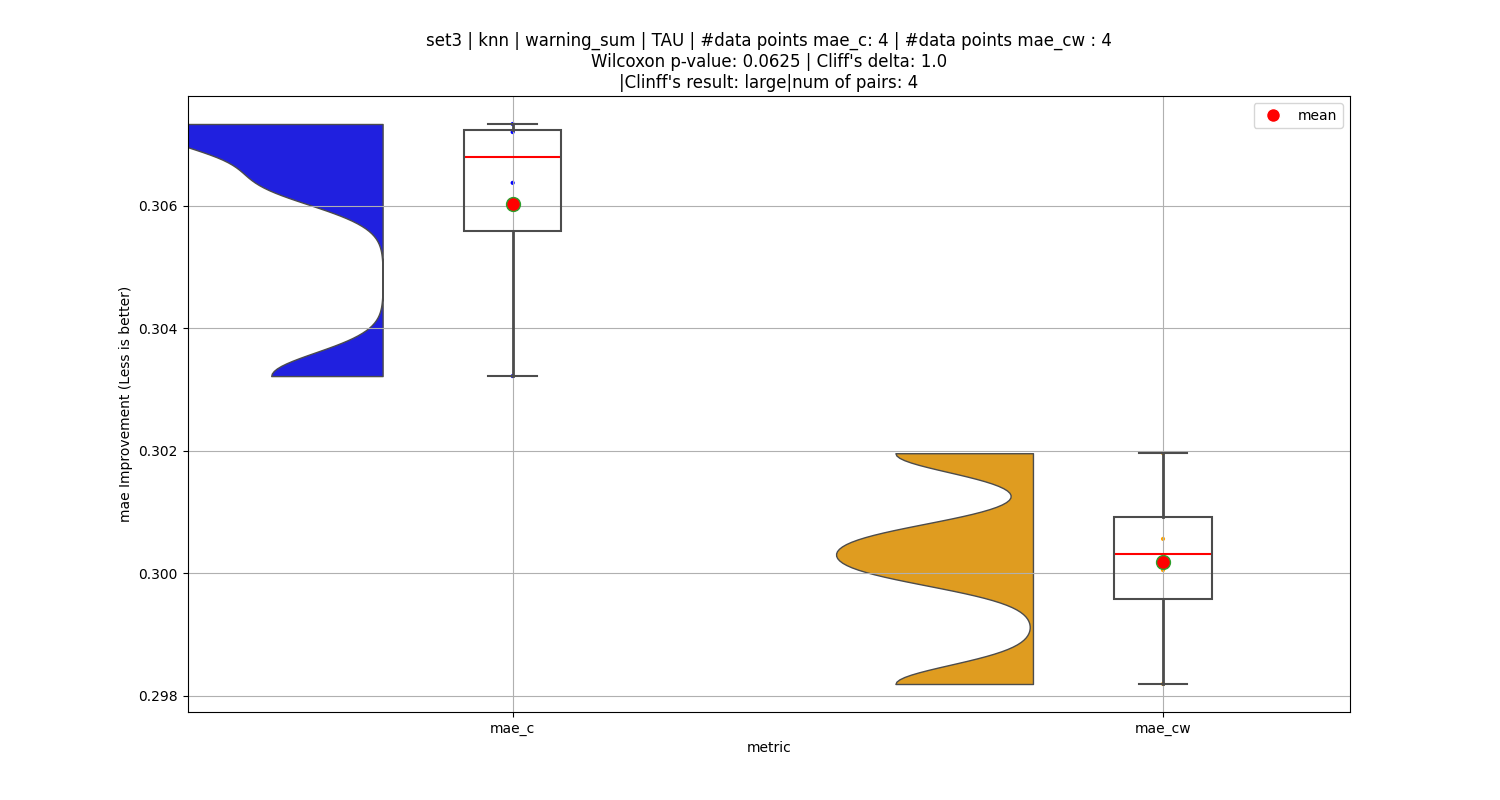 set3 | knn | warning_sum | TAU | #data points mae_c: 4 | #data points mae_cw : 4
Wilcoxon p-value: 0.0625 | Cliff's delta: 1.0
|Clinff's result: large|num of pairs: 4
mean
mae Improvement (Less is better)
0.306
0.304
0.302
0.300
0.298
mae_c
mae_cw
metric